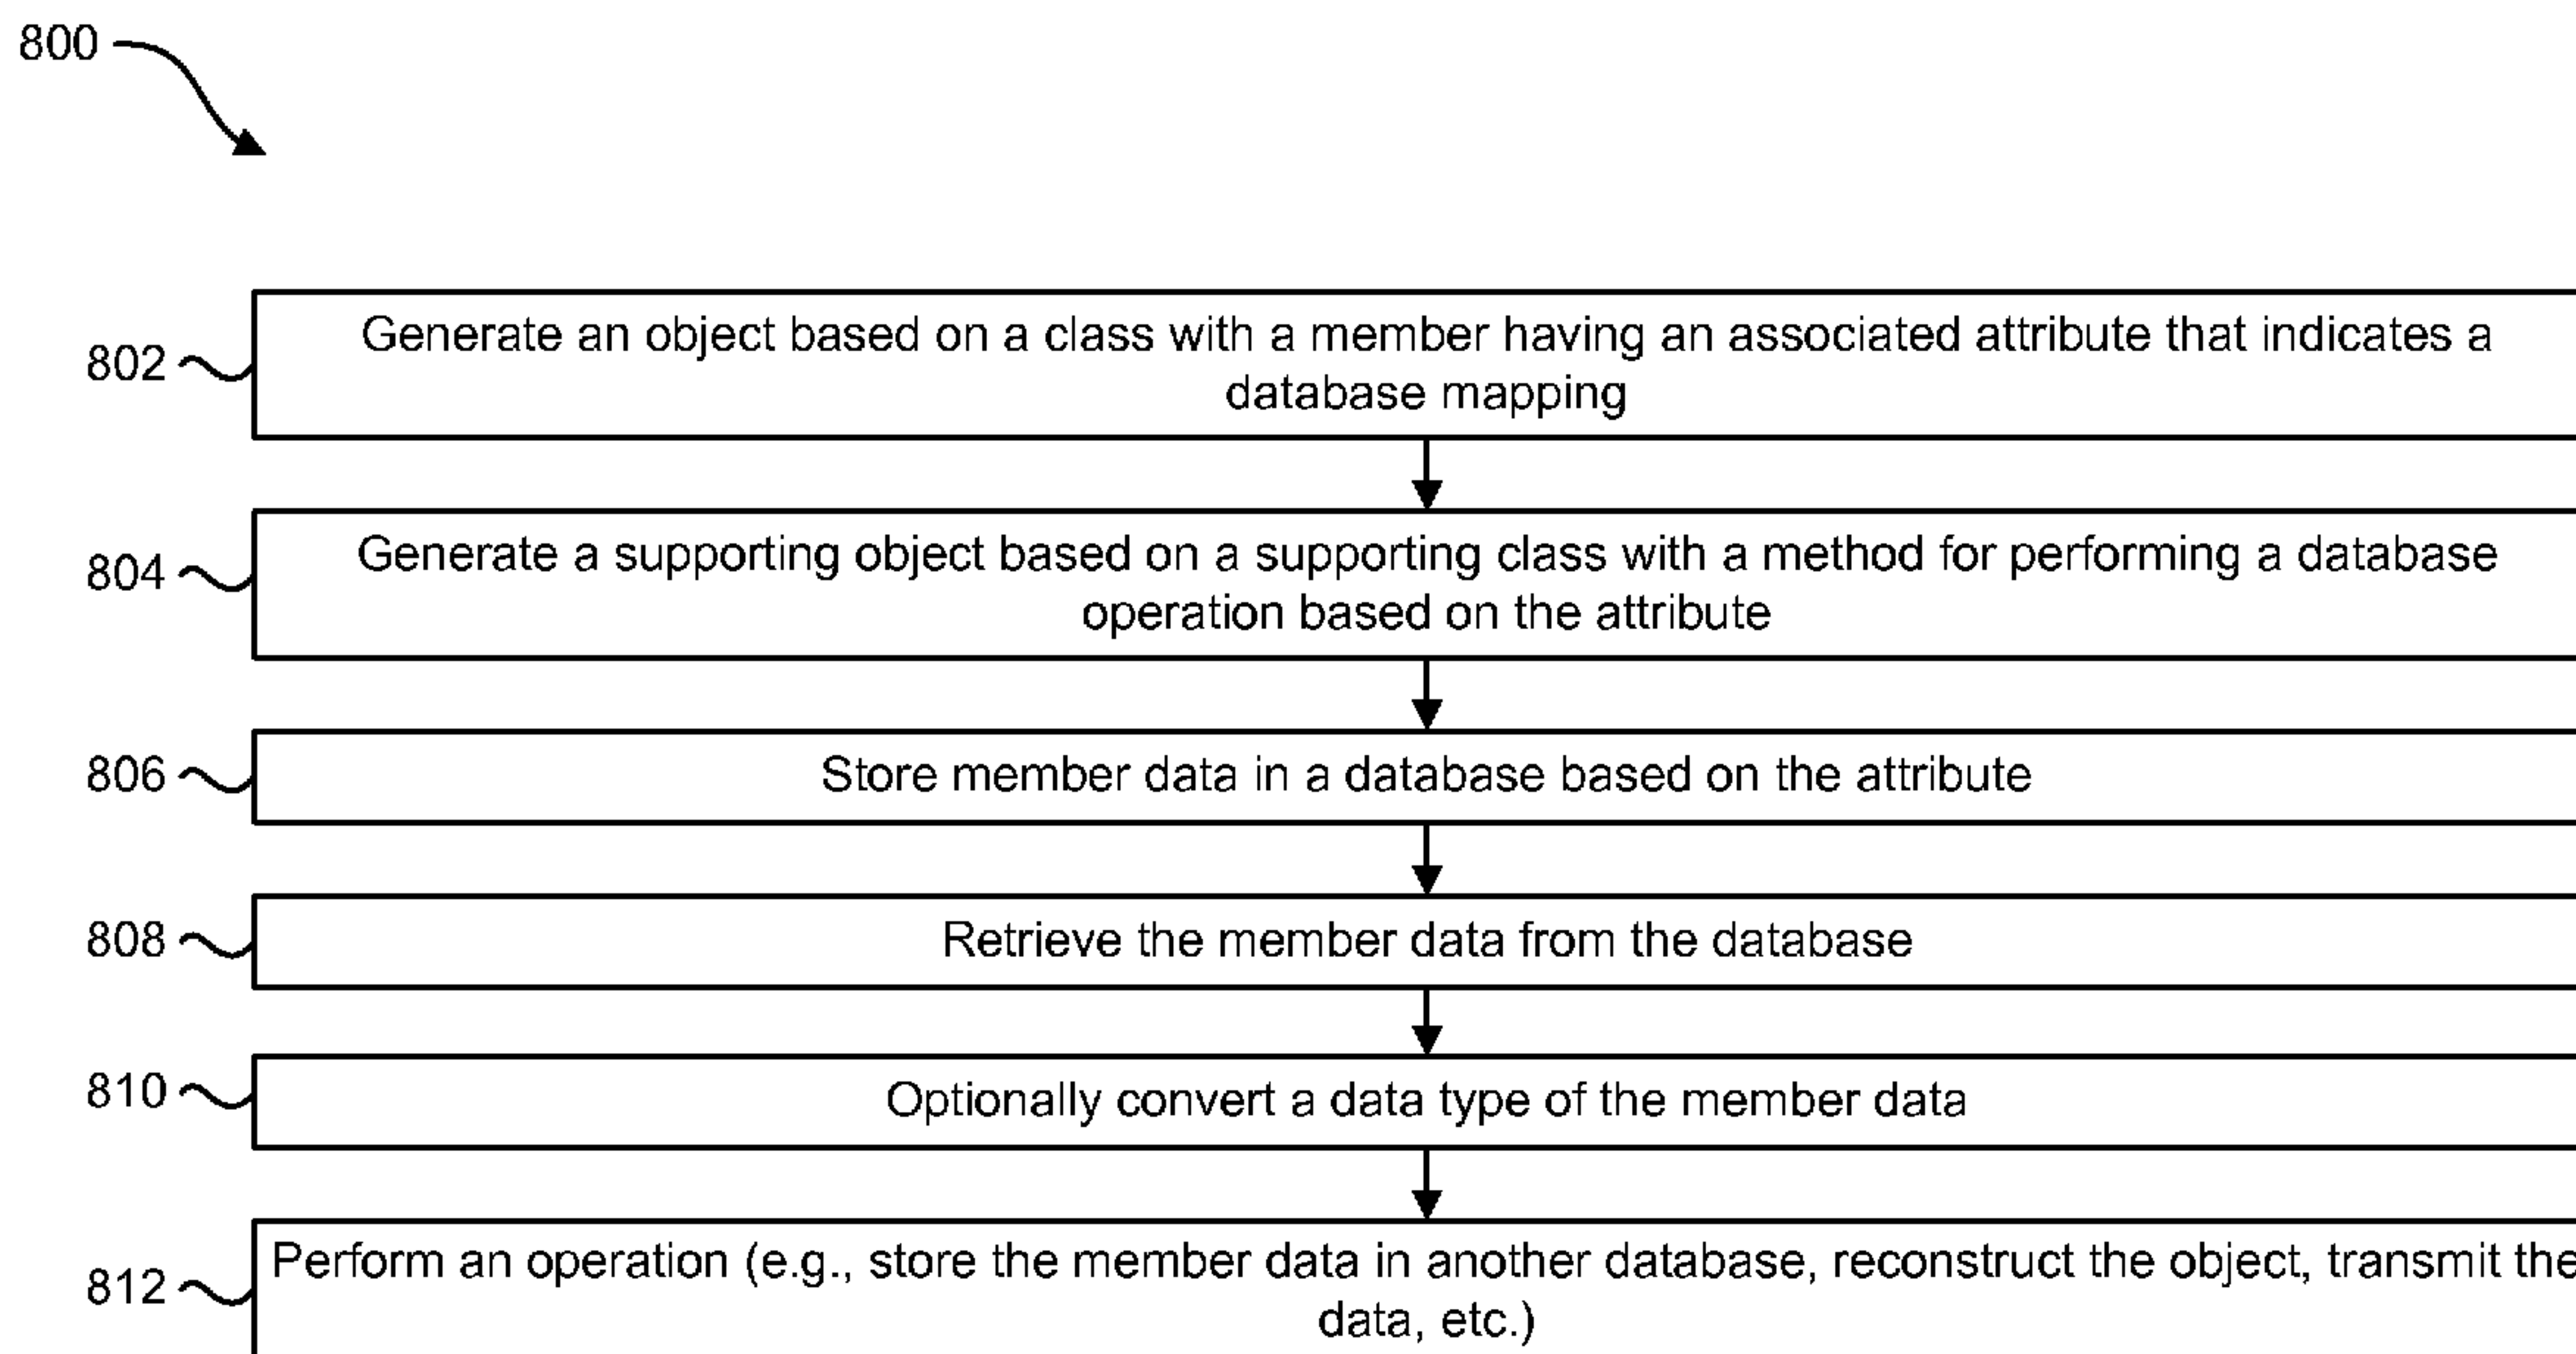 800
802
Generate an object based on a class with a member having an associated attribute that indicates a
database mapping
804
Generate a supporting object based on a supporting class with a method for performing a database
operation based on the attribute
806
Store member data in a database based on the attribute
808
Retrieve the member data from the database
810
Optionally convert a data type of the member data
812
Perform an operation (e.g., store the member data in another database, reconstruct the object, transmit the
data, etc.)